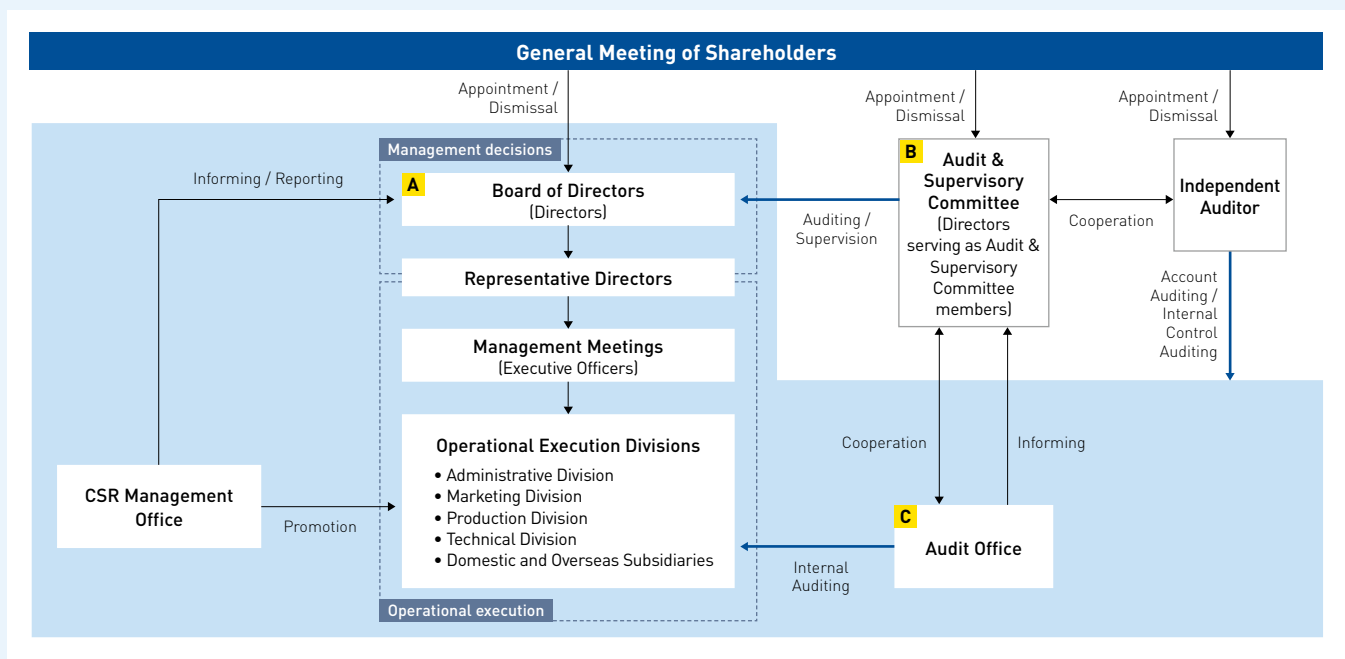 General Meeting of Shareholders
Appointment /
Dismissal
Appointment /
Dismissal
Appointment /
Dismissal
Management decisions
Informing / Reporting
A
Board of Directors
(Directors)
Auditing /
Supervision
B
Audit &
Supervisory
Committee
(Directors
serving as Audit &
Supervisory
Committee
members)
Cooperation
Independent
Auditor
Representative Directors
Account
Auditing /
Internal
Control
Auditing
Management Meetings
(Executive Officers)
Operational Execution Divisions
• Administrative Division
• Marketing Division
• Production Division
• Technical Division
• Domestic and Overseas Subsidiaries
Cooperation
Informing
CSR Management
Office
Promotion
C
Audit Office
Internal
Auditing
Operational execution